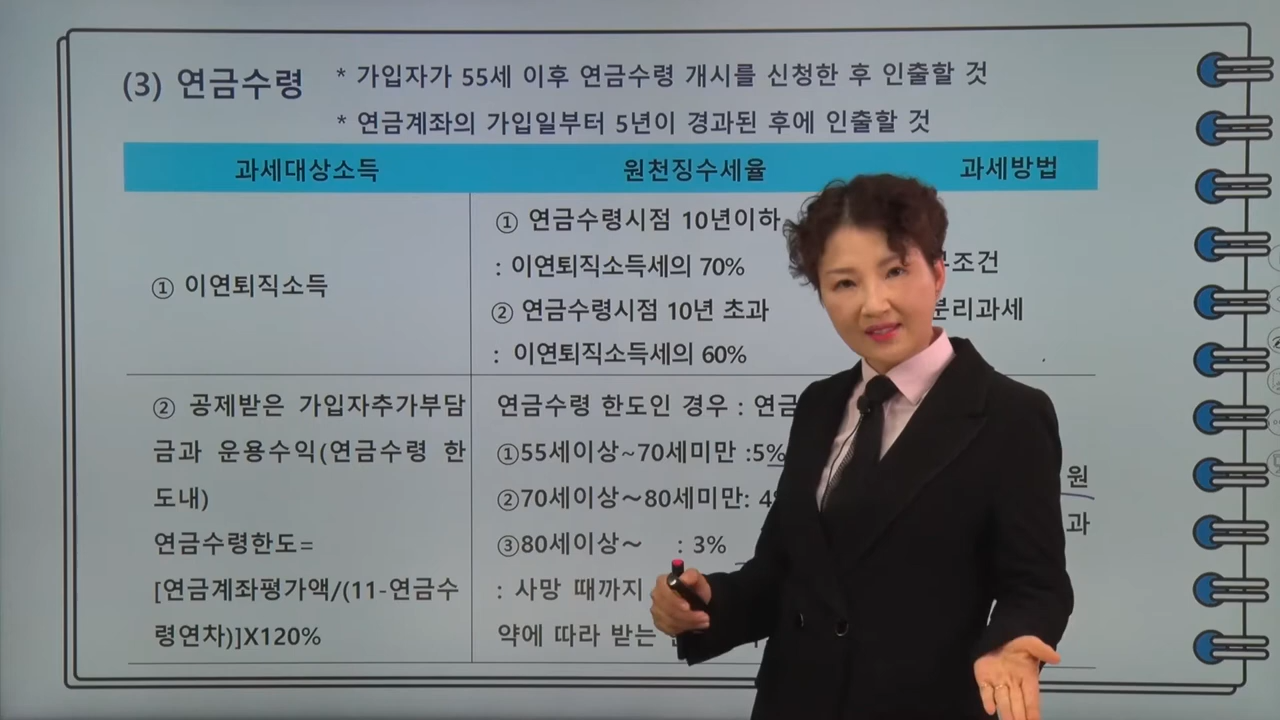 (3) 연금수령
* 가입자가 55세 이후 연금수령 개시를 신청한 후 인출할 것
* 연금계좌의 가입일부터 5년이 경과된 후에 인출할 것
과세대상소득 원천징수세율 과세방법
① 이연퇴직소득
① 연금수령시점 10년이하
: 이연퇴직소득세의 70%
② 연금수령시점 10년 초과
: 이연퇴직소득세의 60%
분리과세
② 공제받은 가입자추가부담
금과 운용수익(연금수령 한
도내)
연금수령한도=
[연금계좌평가액/(11-연금수
령연차)]X120%
연금수령 한도인 경우 : 연금
①55세이상~70세미만 :5%
②70세이상~80세미만: 4
③80세이상~ : 3%
: 사망 때까지
약에 따라 받는
원
과